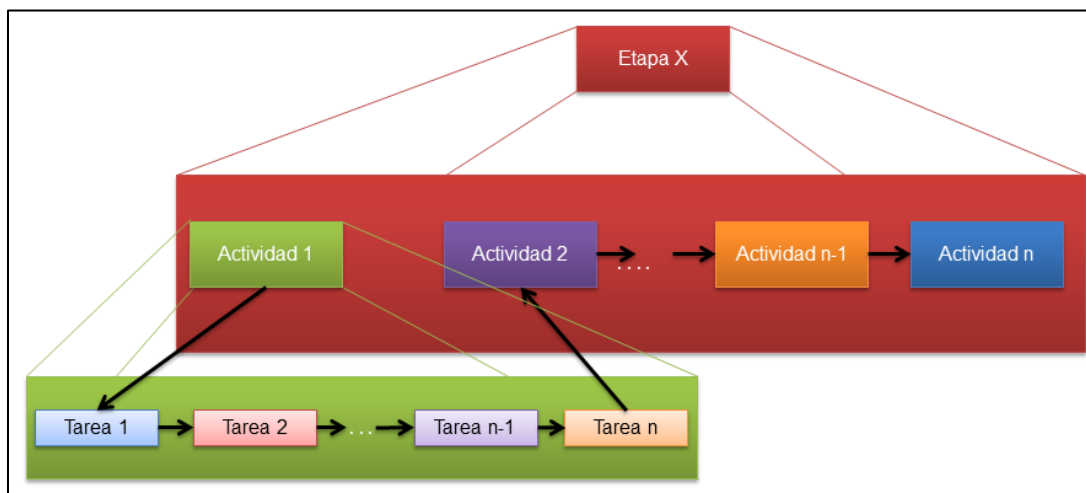 Etapa X
Actividad 1
Actividad 2
....
Actividad n-1
Actividad n
Tarea 1
Tarea 2
...
Tarea n-1
Tarea n